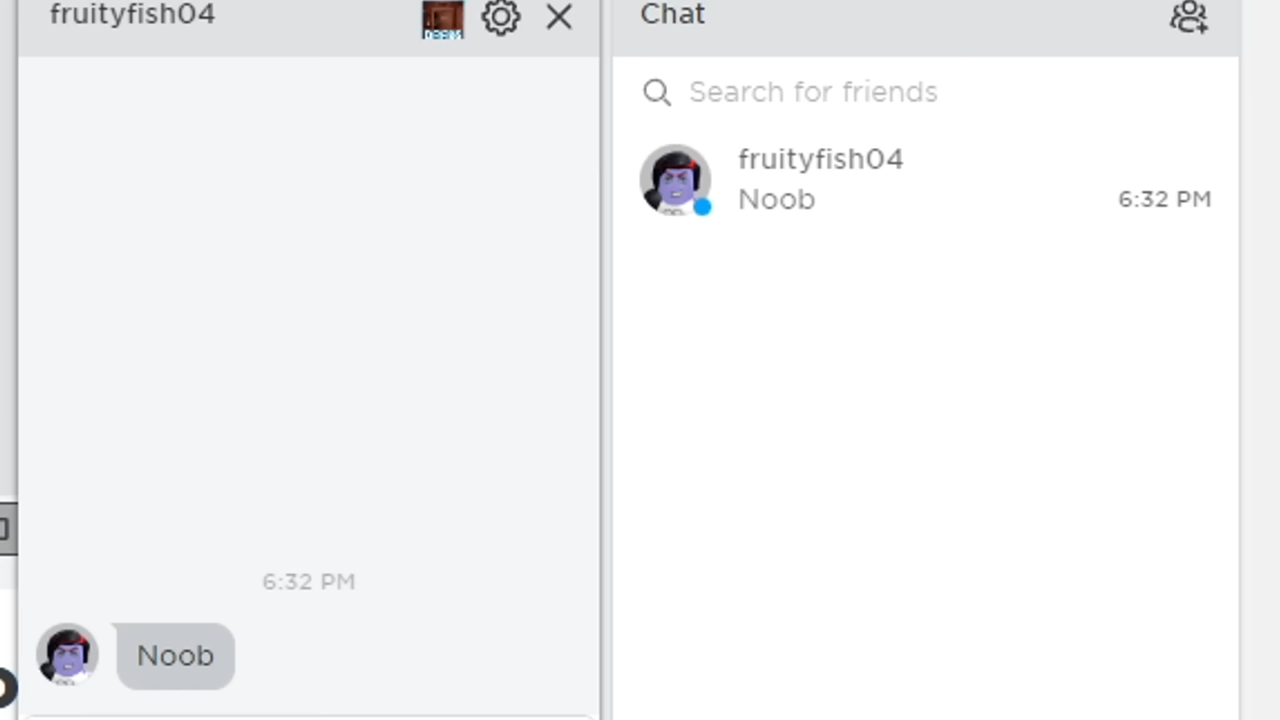 fruityfish04
6:32 PM
Noob
Chat
Search for friends
fruityfish04
Noob
6:32 PM